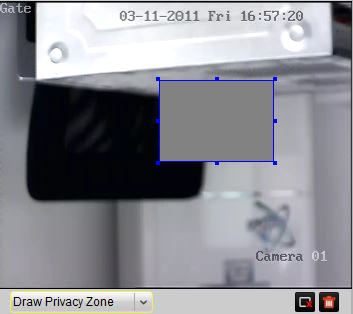 Gate
03-11-2011 Fri 16:57:20
Camera 01
Draw Privacy Zone